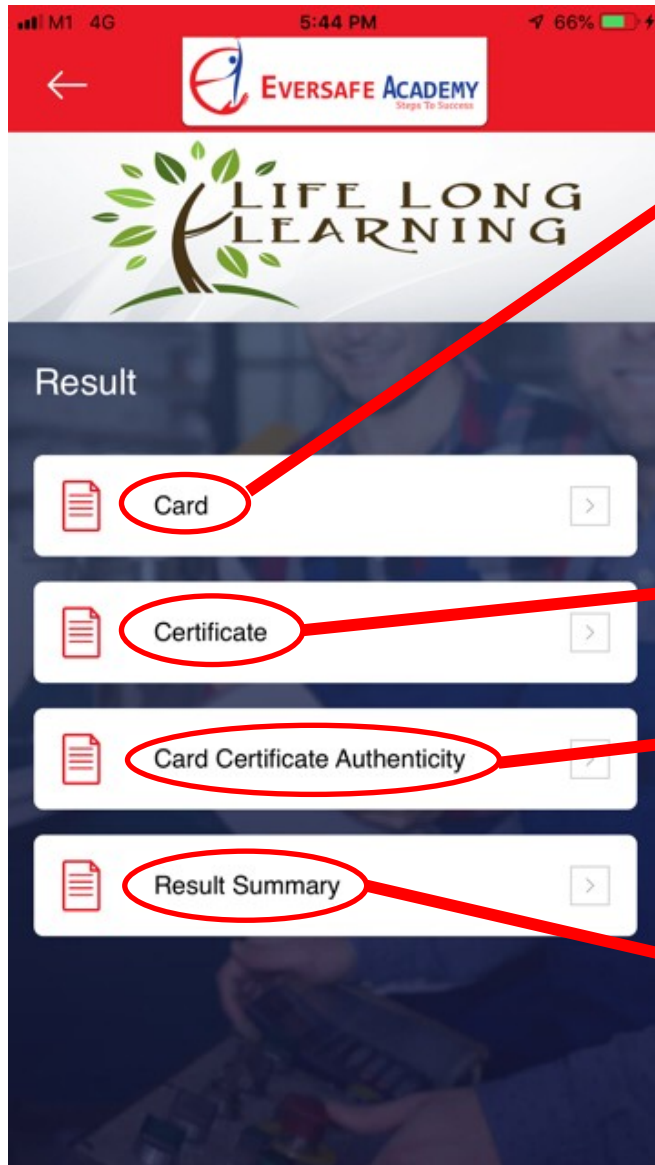 M1 4G 5:44 PM 66%
EVERSAFE ACADEMY
Steps To Success
LIFE LONG
LEARNING
Result
Card
Certificate
Card Certificate Authenticity
Result Summary